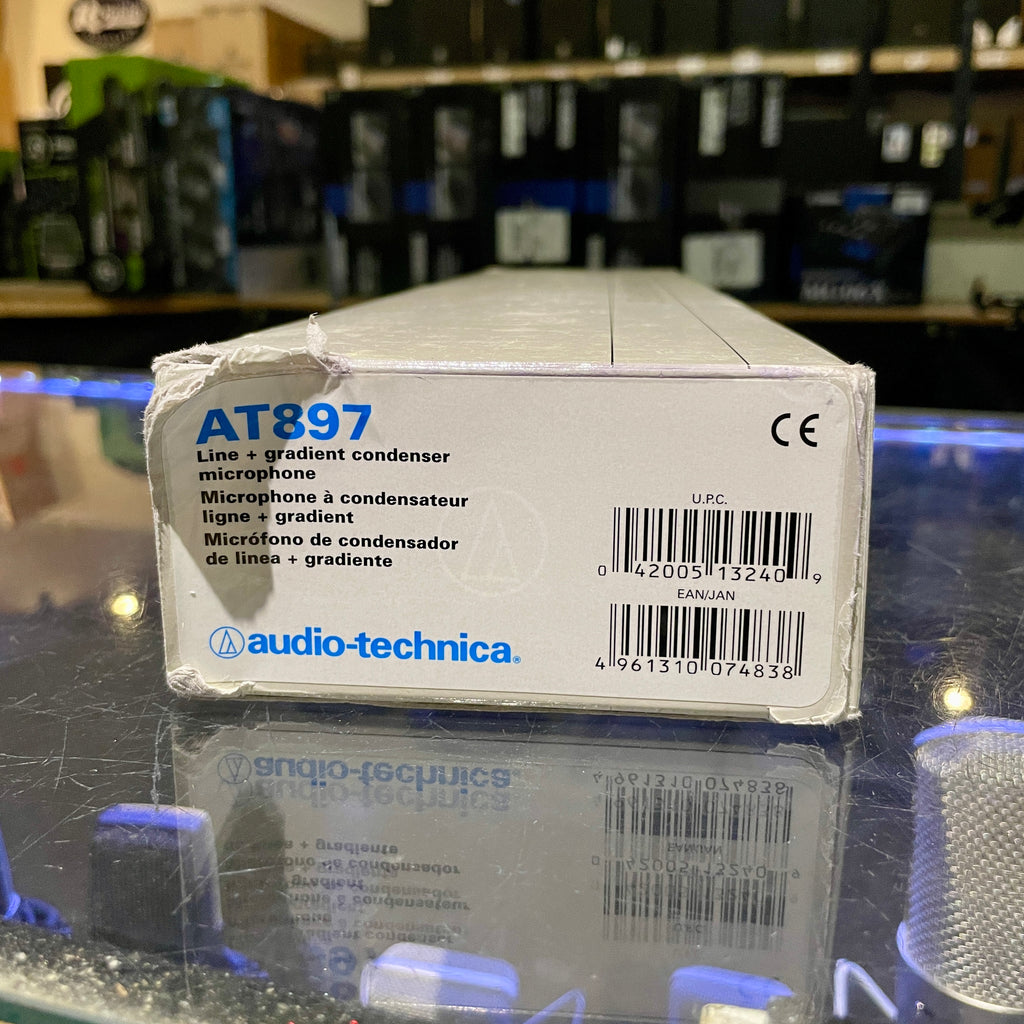 AT897
Line + gradient condenser
microphone
Microphone à condensateur
ligne + gradient
Micrófono de condensador
de linea + gradiente
audio-technica®
CE
U.P.C.
0 42005 13240 9
EAN/JAN
4 961310 074838